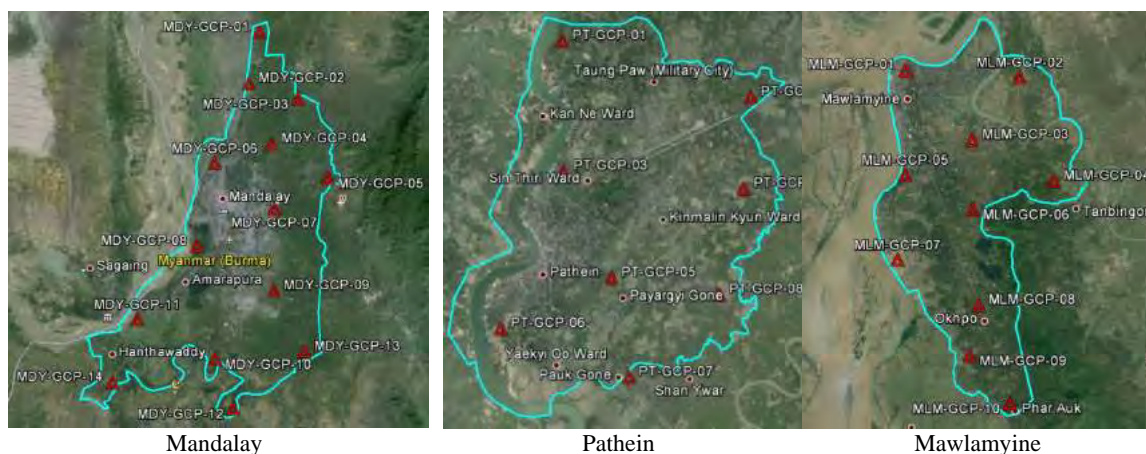 MDY-GCP-01
MDY-GCP-02
MDY-GCP-03
MDY-GCP-04
MDY-GCP-06
MDY-GCP-05
Mandalay
MDY-GCP-07
MDY-GCP-08
Myanmar (Burma)
Sagaing
Amarapura
MDY-GCP-09
MDY-GCP-11
Hanthawaddy
MDY-GCP-13
MDY-GCP-10
MDY-GCP-14
MDY-GCP-12
Mandalay
PT-GCP-01
Taung Paw (Military City)
PT-GC
Kan Ne Ward
PT-GCP-03
Sin Thiri Ward
PT-GCP
Kinmalin Kyun Ward
Pathein
PT-GCP-05
Payargyi Gone
PT-GCP-08
PT-GCP-06
Yaekyi Oo Ward
Pauk Gone
PT-GCP-07
Shan Ywar
Pathein
MLM-GCP-01
MLM-GCP-02
Mawlamyine
MLM-GCP-03
MLM-GCP-05
MLM-GCP-04
MLM-GCP-06
Tanbingo
MLM-GCP-07
MLM-GCP-08
Oknpo
MLM-GCP-09
MLM-GCP-10
Phar Auk
Mawlamyine